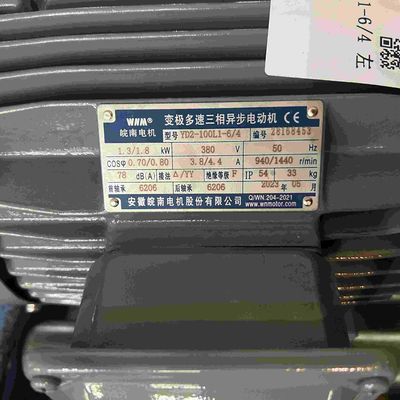 1-6/4 左
WNM® 变极多速三相异步电动机 CE
皖南电机 型号 YD2-100L1-6/4 编号 26168453
1.3/1.8 kW 380 V 50 Hz
COSφ 0.70/0.80 3.8/4.4 A 940/1440 r/min
78 dB(A) 接法 △/YY 绝缘等级 F IP 54 33 kg
前轴承 6206 后轴承 6206 2023 年 05 月
安徽皖南电机股份有限公司 Q/WN.204-2021
www.wnmotor.com